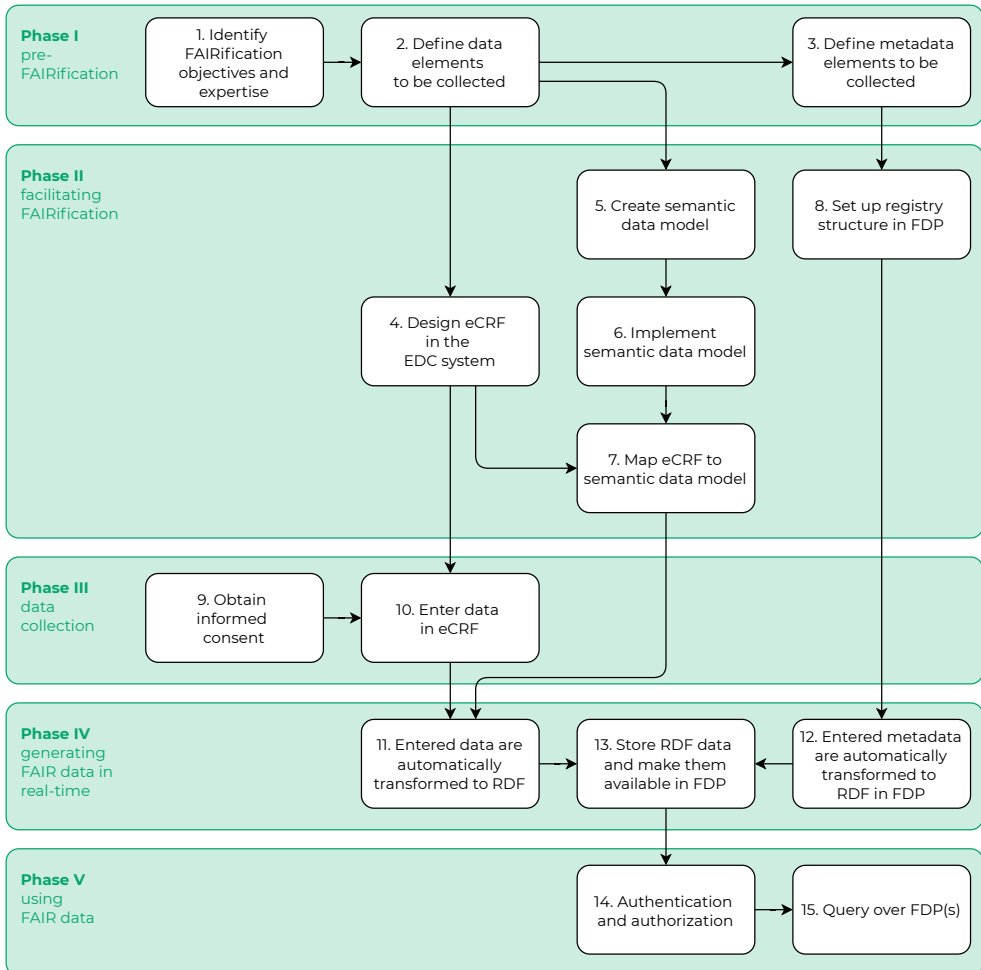 Phase I
pre-
FAIRification
1. Identify
FAIRification
objectives and
expertise
2. Define data
elements
to be collected
3. Define metadata
elements to be
collected
Phase II
facilitating
FAIRification
5. Create semantic
data model
8. Set up registry
structure in FDP
4. Design eCRF
in the
EDC system
6. Implement
semantic data model
7. Map eCRF to
semantic data model
Phase III
data
collection
9. Obtain
informed
consent
10. Enter data
in eCRF
Phase IV
generating
FAIR data in
real-time
11. Entered data are
automatically
transformed to RDF
13. Store RDF data
and make them
available in FDP
12. Entered metadata
are automatically
transformed to
RDF in FDP
Phase V
using
FAIR data
14. Authentication
and authorization
15. Query over FDP(s)